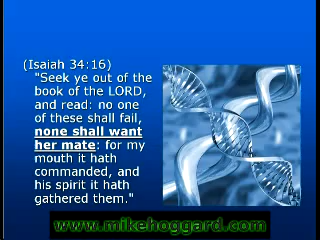 (Isaiah 34:16)
"Seek ye out of the
book of the LORD,
and read: no one
of these shall fail,
none shall want
her mate: for my
mouth it hath
commanded, and
his spirit it hath
gathered them."
www.mikehoggard.com